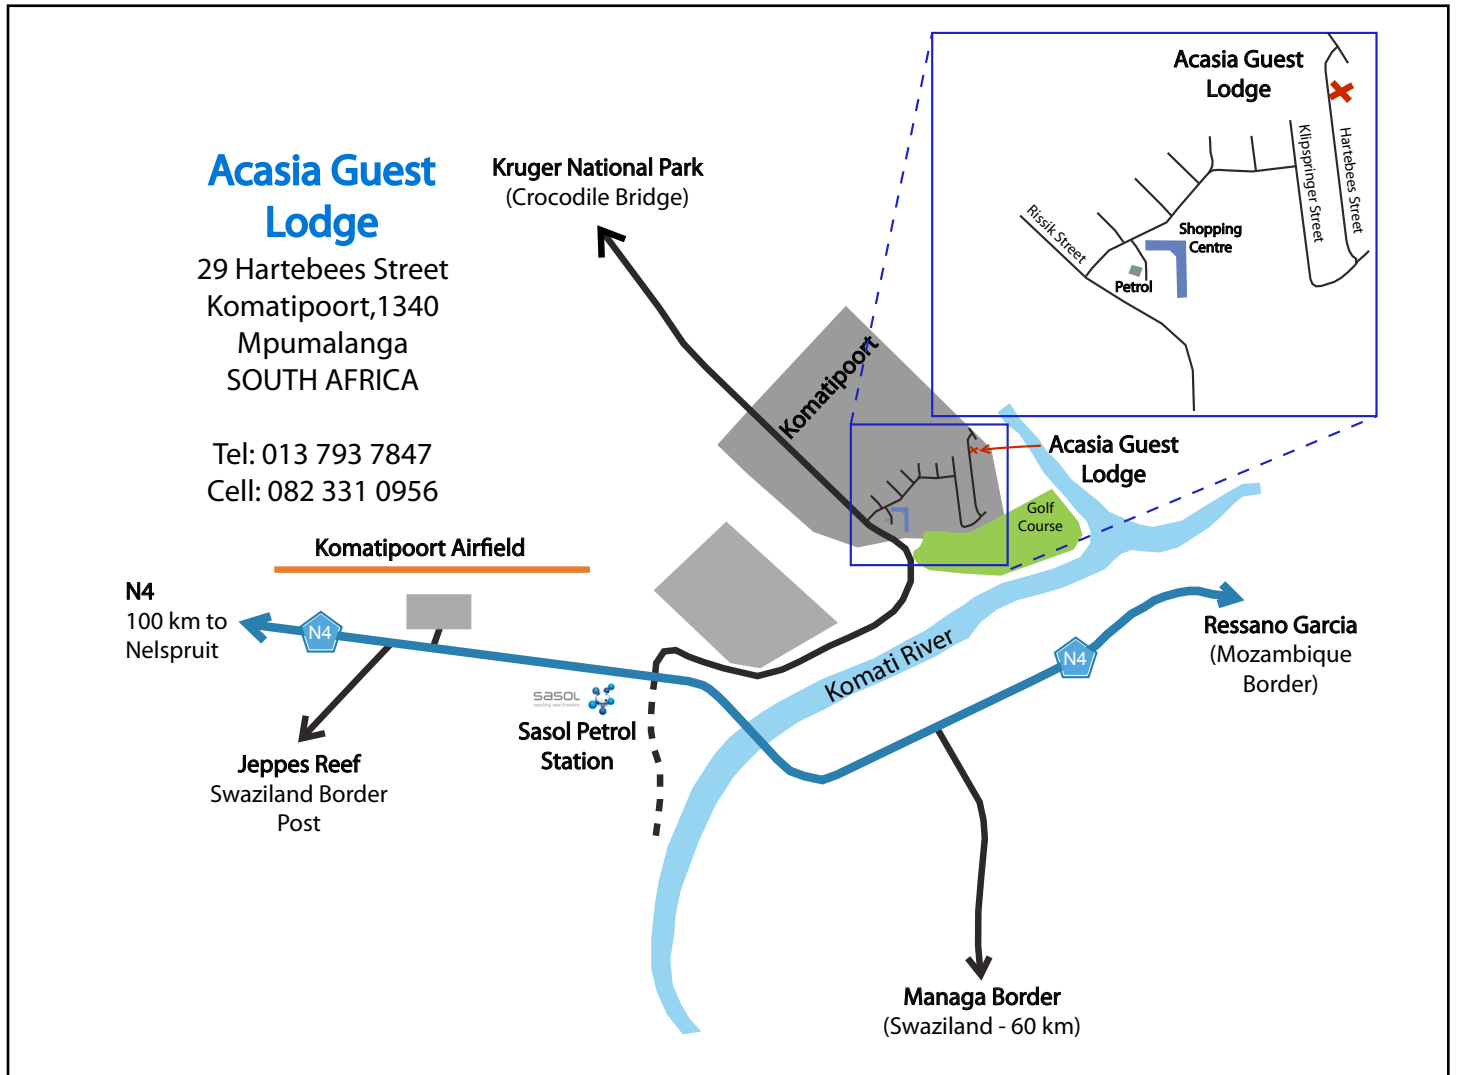 Acasia Guest
Lodge
29 Hartebees Street
Komatipoort,1340
Mpumalanga
SOUTH AFRICA
Tel: 013 793 7847
Cell: 082 331 0956
Kruger National Park
(Crocodile Bridge)
Acasia Guest
Lodge
Klipspringer Street
Hartebees Street
Rissik Street
Shopping
Centre
Petrol
Komatipoort
Acasia Guest
Lodge
Golf
Course
Komatipoort Airfield
N4
100 km to
Nelspruit
N4
sasol
reaching new frontiers
Sasol Petrol
Station
Jeppes Reef
Swaziland Border
Post
Komati River
N4
Ressano Garcia
(Mozambique
Border)
Managa Border
(Swaziland - 60 km)